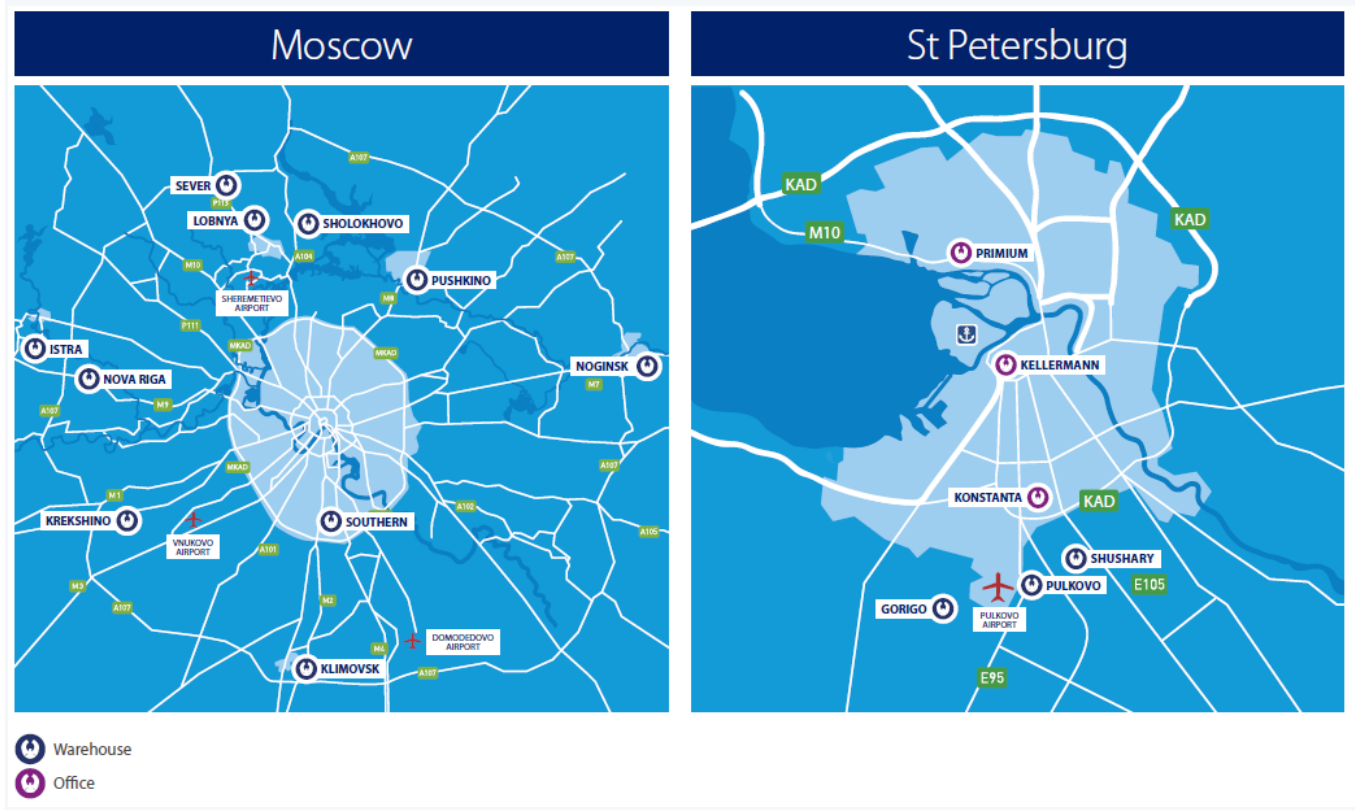 Moscow
St Petersburg
A107
SEVER
P113
LOBNYA
SHOLOKHOVO
A104
M10
A107
SHEREMETIEVO
AIRPORT
PUSHKINO
M8
P111
MKAD
MKAD
ISTRA
NOVA RIGA
NOGINSK
M7
M9
A107
MKAD
A107
M1
A102
KREKSHINO
SOUTHERN
A105
VNUKOVO
AIRPORT
A101
M3
A107
M2
DOMODEDOVO
AIRPORT
M4
KLIMOVSK
A107
KAD
KAD
M10
PRIMIUM
KELLERMANN
KONSTANTA
KAD
SHUSHARY
PULKOVO
E105
GORIGO
PULKOVO
AIRPORT
E95
Warehouse
Office